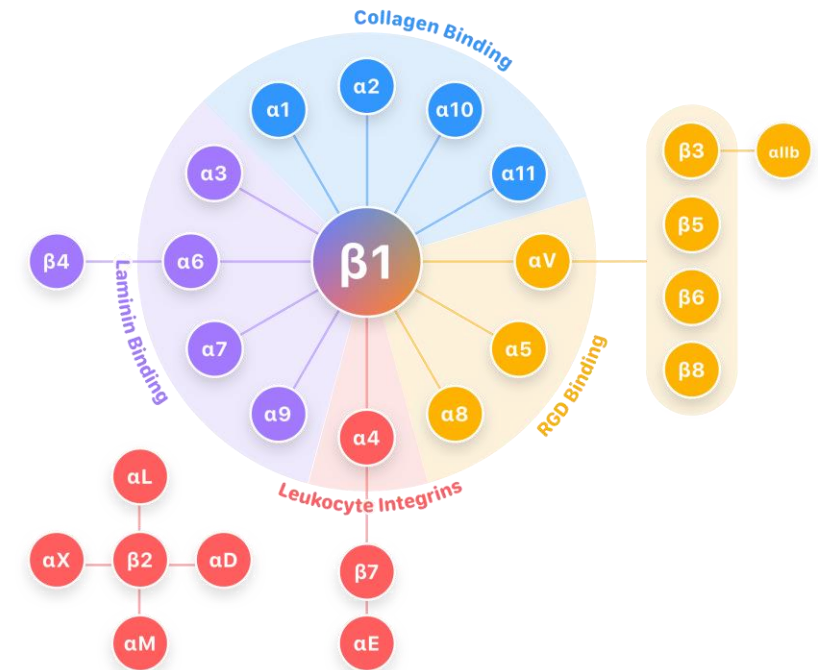 Collagen Binding
α2
α1
α10
α3
α11
β3
αIIb
β5
β1
β4
α6
αV
β6
Laminin Binding
α7
α5
β8
RGD Binding
α9
α8
α4
αL
Leukocyte Integrins
αX
β2
αD
β7
αM
αE